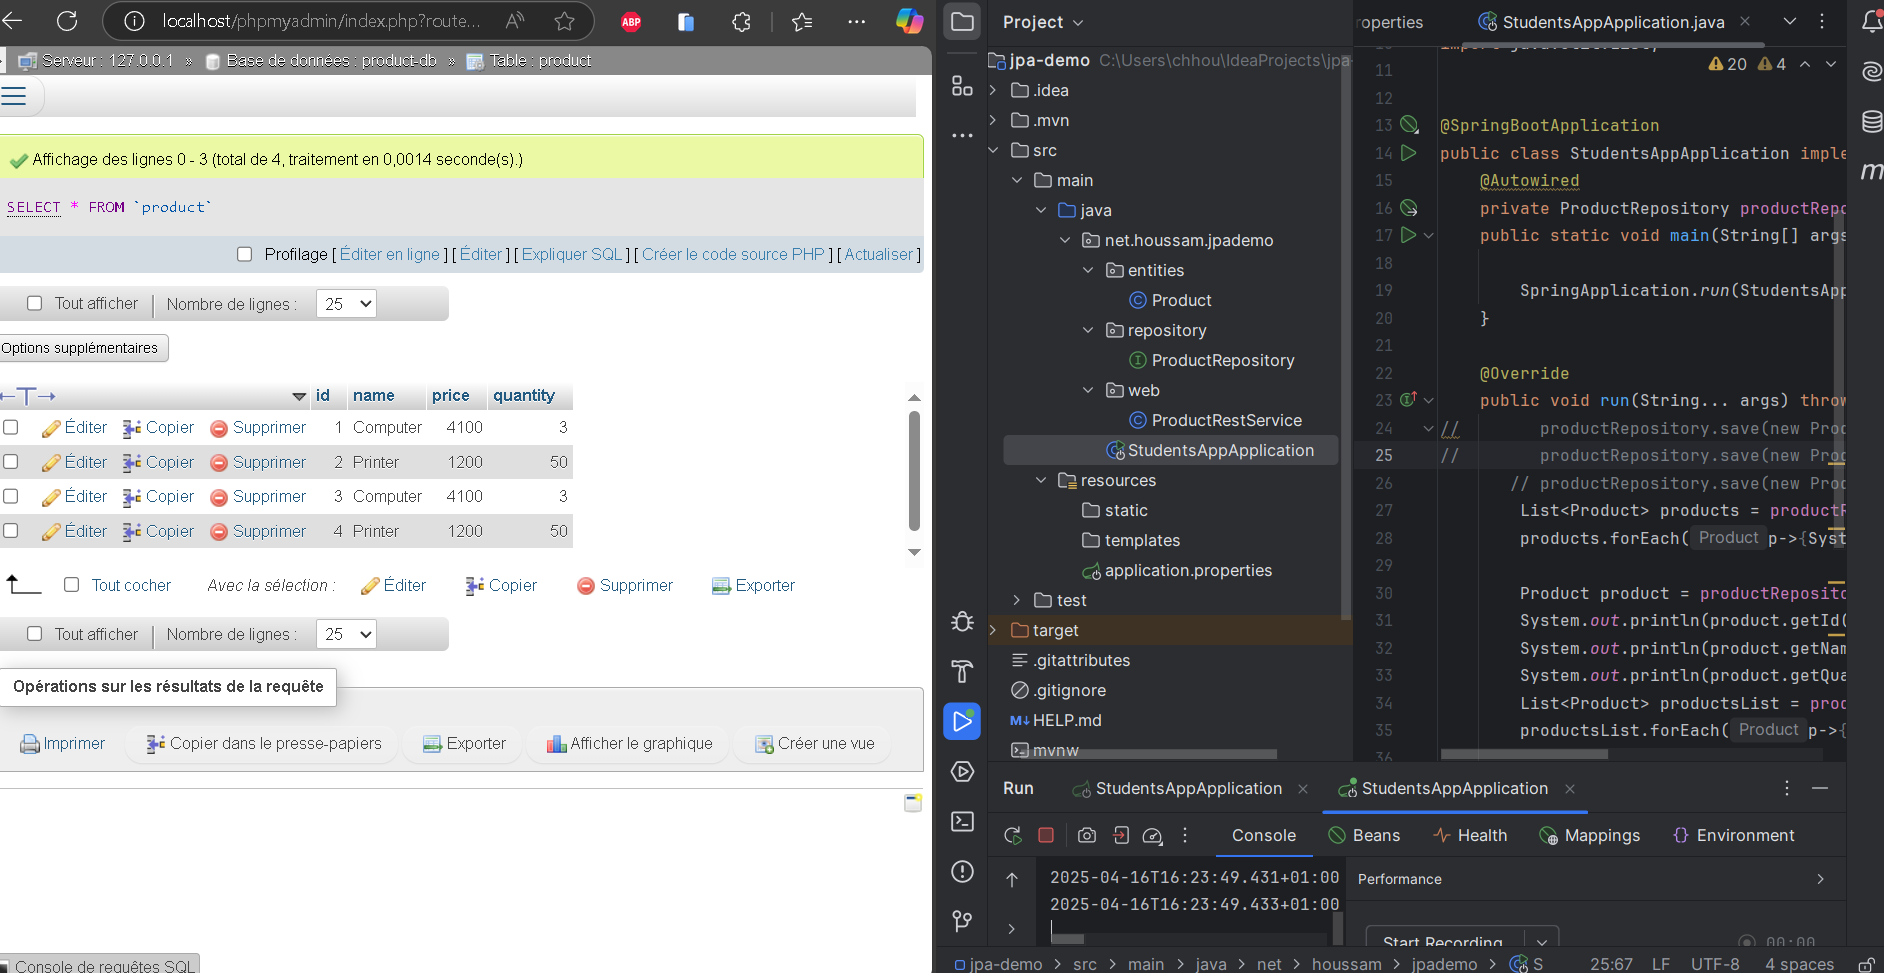 localhost/phpmyadmin/index.php?route...
ABP
Serveur : 127.0.0.1 » Base de données : product-db » Table : product
Affichage des lignes 0 - 3 (total de 4, traitement en 0,0014 seconde(s).)
SELECT * FROM `product`
Profilage [ Éditer en ligne ] [ Éditer ] [ Expliquer SQL ] [ Créer le code source PHP ] [ Actualiser ]
Tout afficher | Nombre de lignes : 25
Options supplémentaires
←T→ id name price quantity
Éditer Copier Supprimer 1 Computer 4100 3
Éditer Copier Supprimer 2 Printer 1200 50
Éditer Copier Supprimer 3 Computer 4100 3
Éditer Copier Supprimer 4 Printer 1200 50
Tout cocher Avec la sélection : Éditer Copier Supprimer Exporter
Tout afficher | Nombre de lignes : 25
Opérations sur les résultats de la requête
Imprimer Copier dans le presse-papiers Exporter Afficher le graphique Créer une vue
Console de requêtes SQL
Project
jpa-demo C:\Users\chhou\IdeaProjects\jpa-
.idea
.mvn
src
main
java
net.houssam.jpademo
entities
Product
repository
ProductRepository
web
ProductRestService
StudentsAppApplication
resources
static
templates
application.properties
test
target
.gitattributes
.gitignore
M↓ HELP.md
mvnw
roperties StudentsAppApplication.java
20 4
11
12
13 @SpringBootApplication
14 public class StudentsAppApplication imple
15 @Autowired
16 private ProductRepository productRepo
17 public static void main(String[] args
18
19 SpringApplication.run(StudentsApp
20 }
21
22 @Override
23 public void run(String... args) throw
24 // productRepository.save(new Prod
25 // productRepository.save(new Prod
26 // productRepository.save(new Prod
27 List<Product> products = productR
28 products.forEach( Product p->{Syst
29
30 Product product = productReposito
31 System.out.println(product.getId(
32 System.out.println(product.getNam
33 System.out.println(product.getQua
34 List<Product> productsList = prod
35 productsList.forEach( Product p->{
36
m
Run StudentsAppApplication StudentsAppApplication
Console Beans Health Mappings Environment
2025-04-16T16:23:49.431+01:00
2025-04-16T16:23:49.433+01:00
Performance
Start Recording 00:00
jpa-demo > src > main > java > net > houssam > jpademo > S 25:67 LF UTF-8 4 spaces